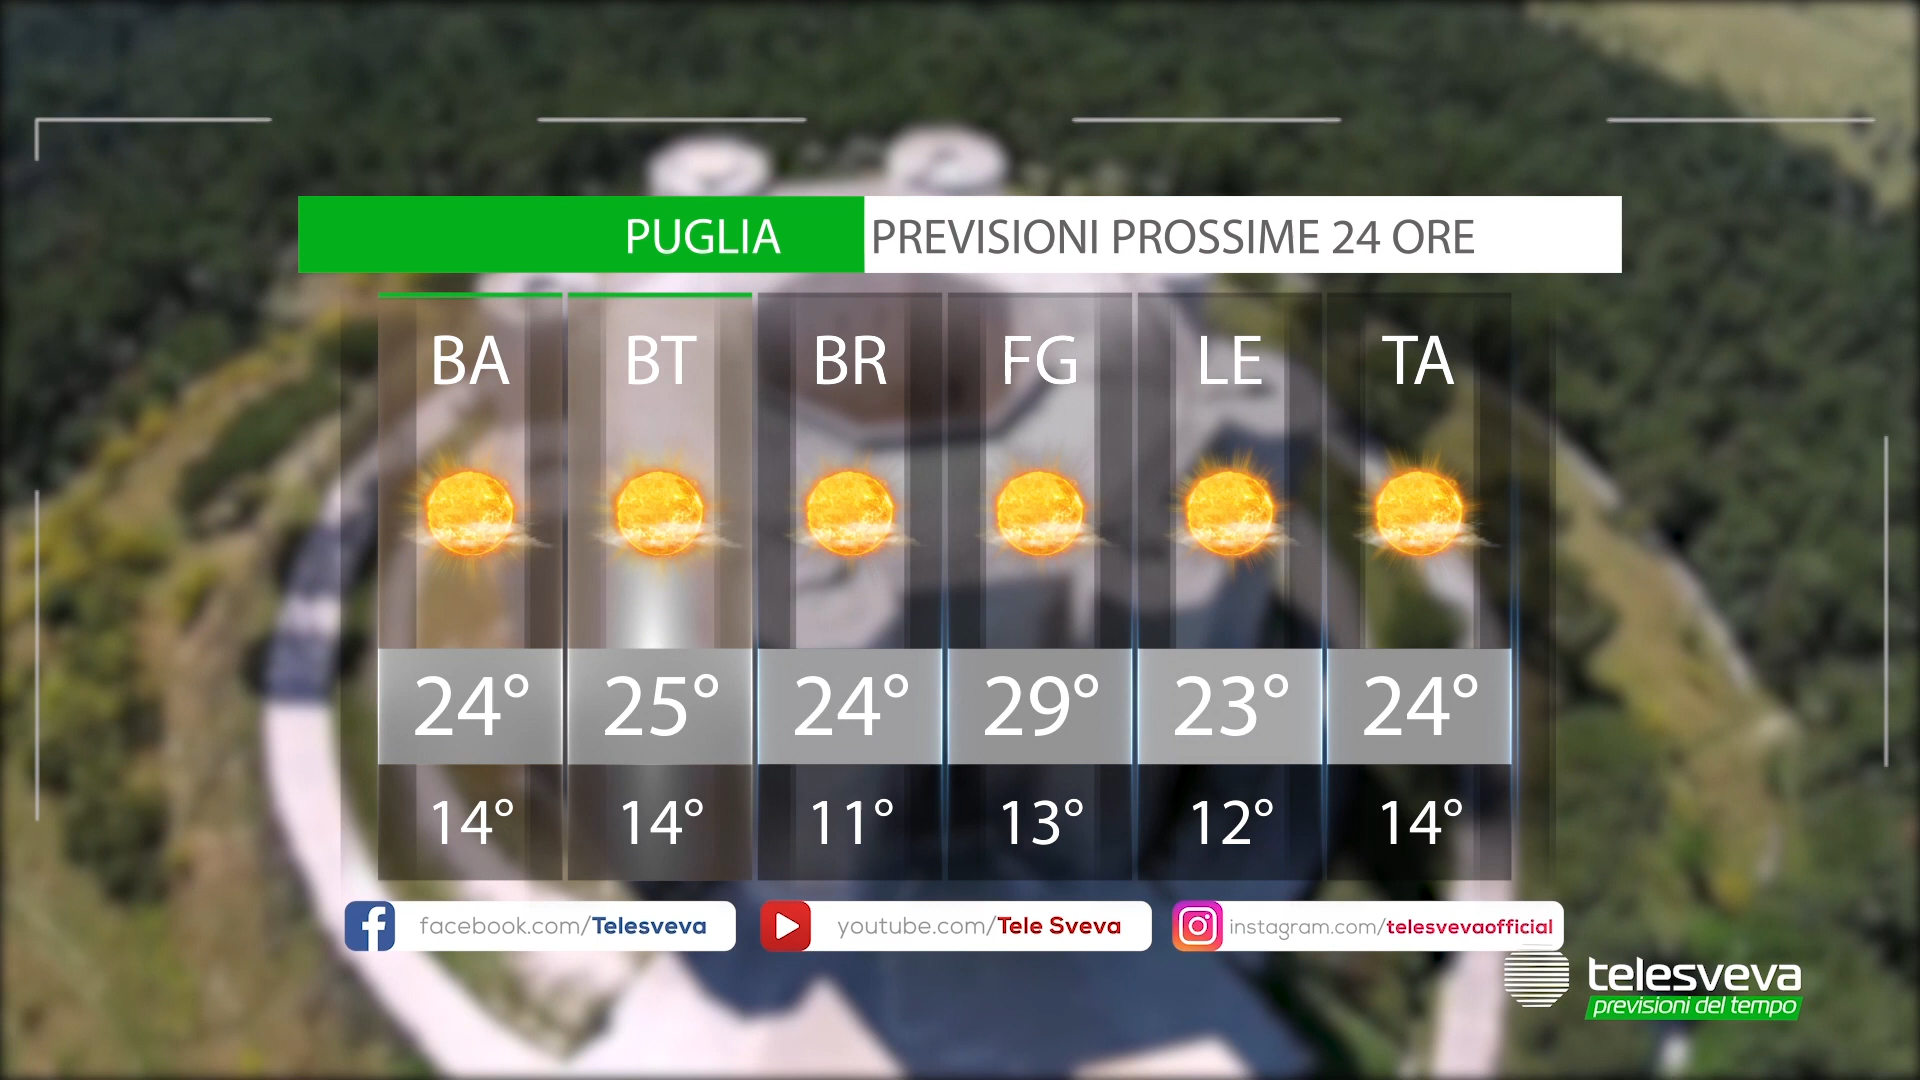 PUGLIA PREVISIONI PROSSIME 24 ORE
BA BT BR FG LE TA
24° 25° 24° 29° 23° 24°
14° 14° 11° 13° 12° 14°
facebook.com/Telesveva youtube.com/Tele Sveva instagram.com/telesvevaofficial
telesveva
previsioni del tempo